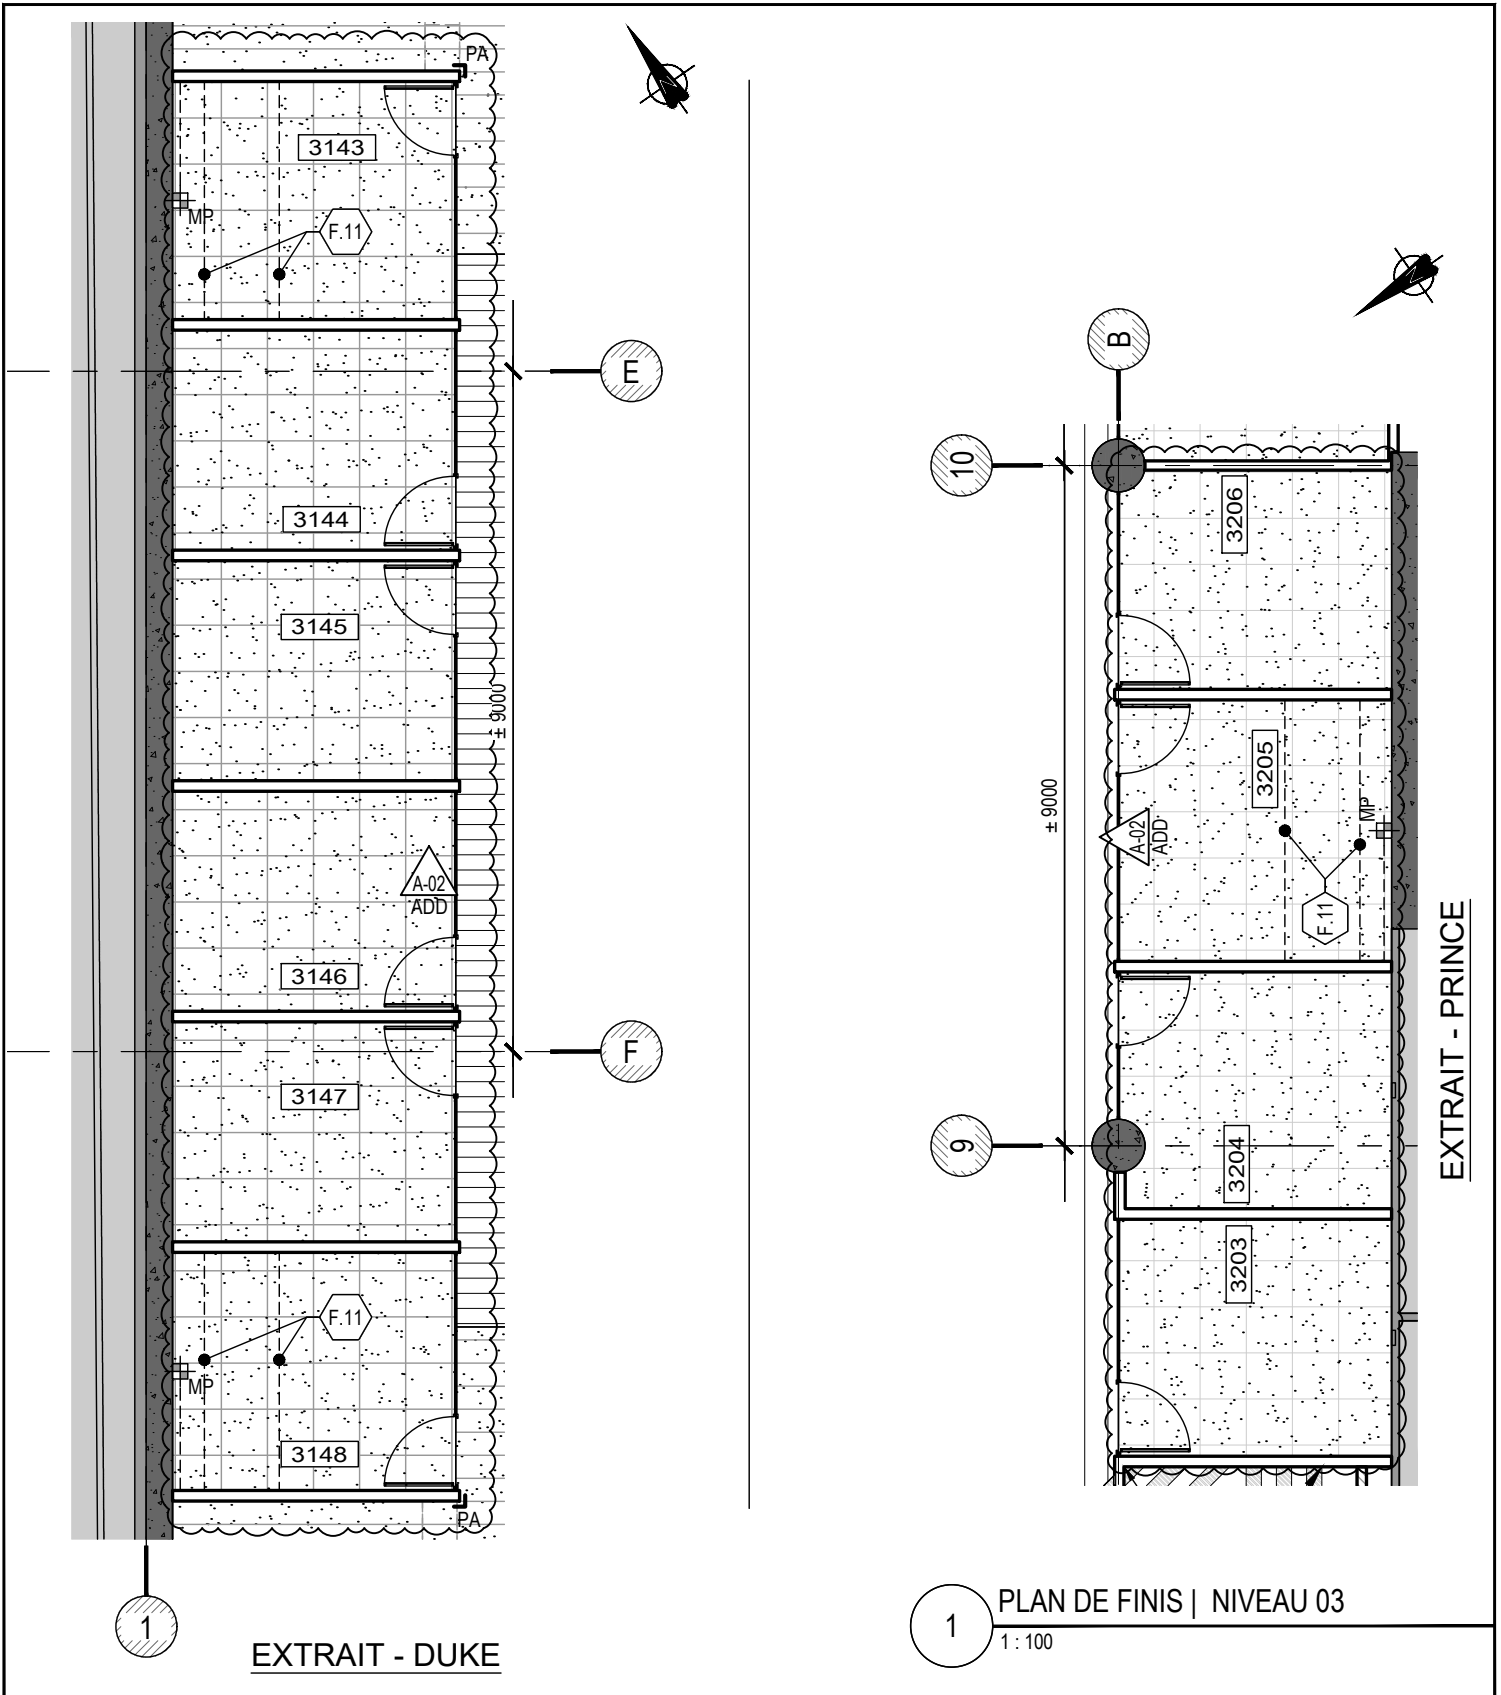 PA
3143
MP
F.11
E
3144
3145
± 9000
A-02
ADD
3146
F
3147
F.11
MP
3148
PA
1
EXTRAIT - DUKE
B
10
3206
3205
± 9000
MP
A-02
ADD
F.11
9
3204
3203
EXTRAIT - PRINCE
1
PLAN DE FINIS | NIVEAU 03
1 : 100